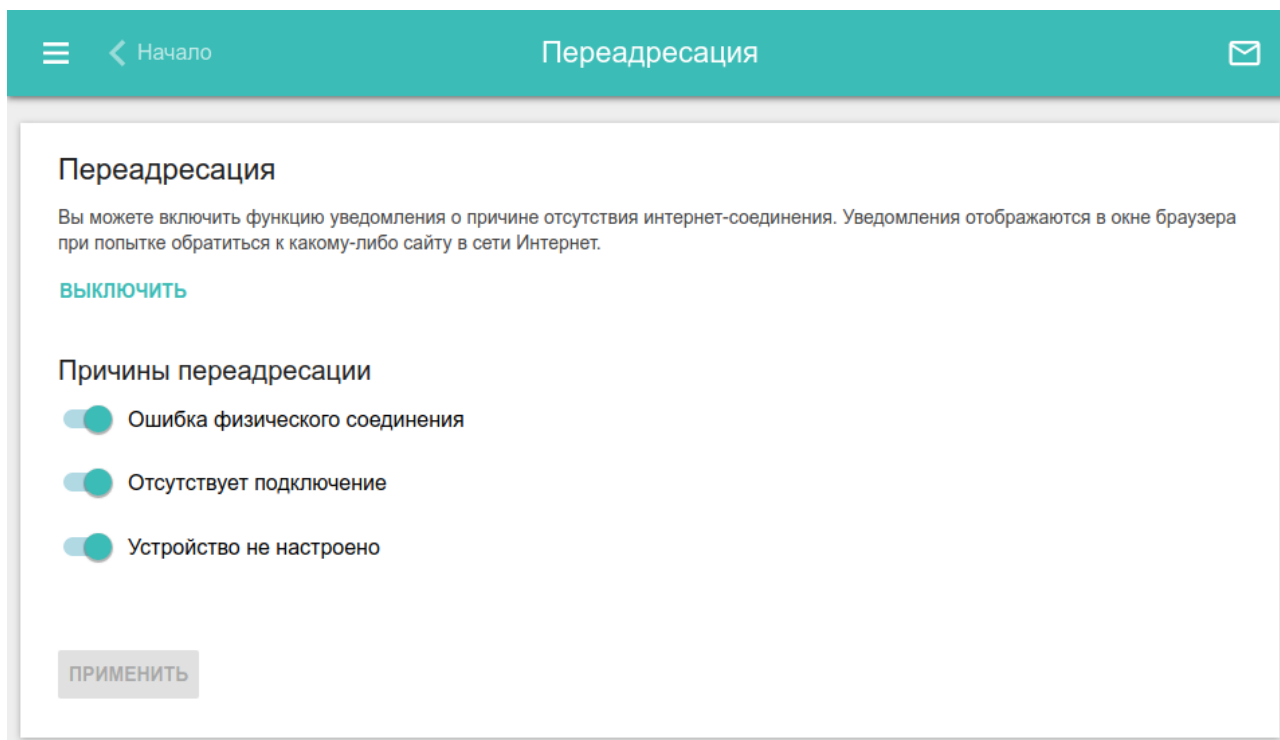 Начало
Переадресация
Переадресация
Вы можете включить функцию уведомления о причине отсутствия интернет-соединения. Уведомления отображаются в окне браузера
при попытке обратиться к какому-либо сайту в сети Интернет.
ВЫКЛЮЧИТЬ
Причины переадресации
Ошибка физического соединения
Отсутствует подключение
Устройство не настроено
ПРИМЕНИТЬ